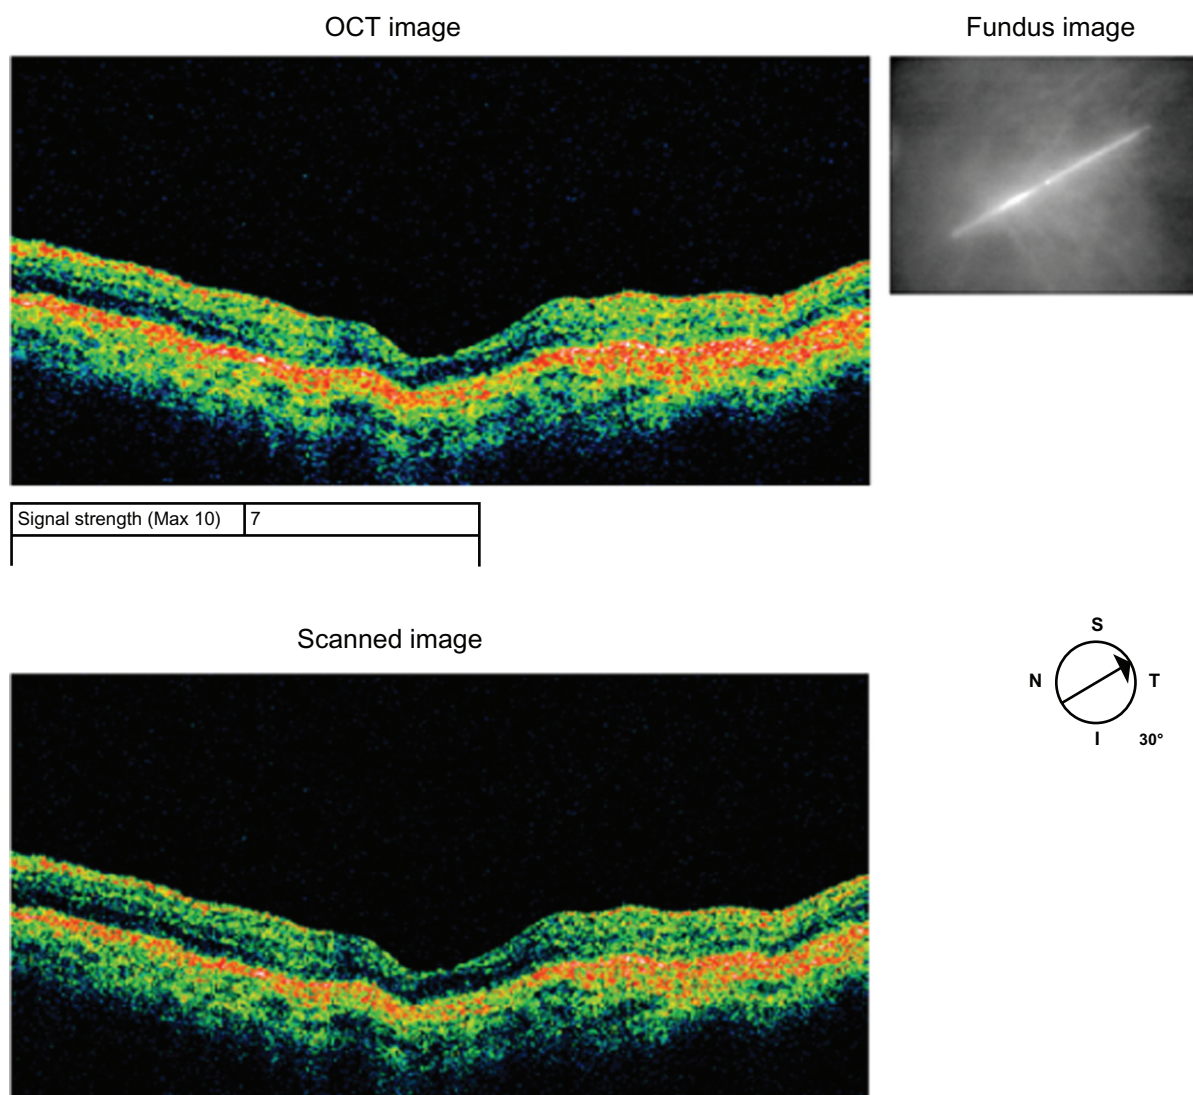 OCT image
Fundus image
Signal strength (Max 10) 7
Scanned image
S
N T
I 30°